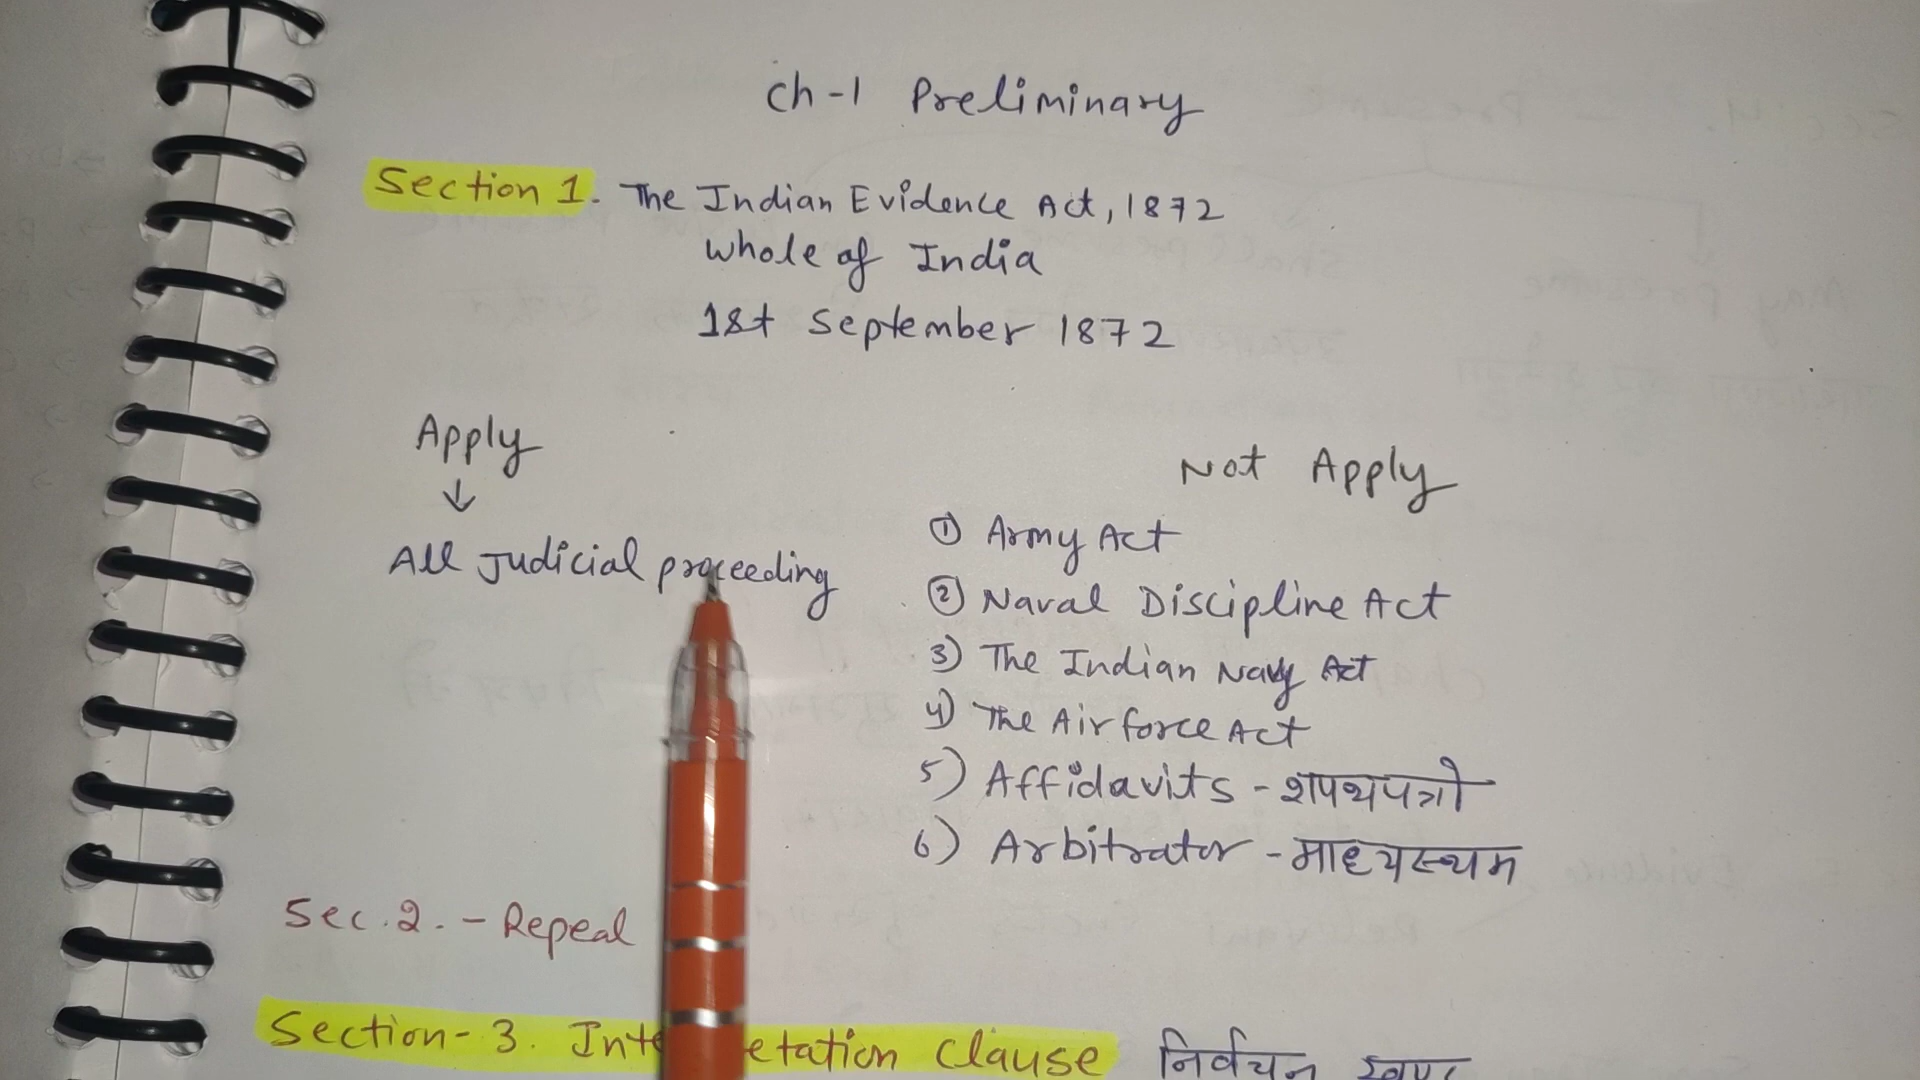 Ch-1 Preliminary
Section 1. The Indian Evidence Act, 1872
Whole of India
1st September 1872
Apply
↓
All Judicial proceeding
Not Apply
① Army Act
② Naval Discipline Act
3) The Indian Navy Act
4) The Air force Act
5) Affidavits - शपथपत्रो
6) Arbitrator - माध्यस्थम
Sec. 2. - Repeal
Section - 3. Clause निर्वचन